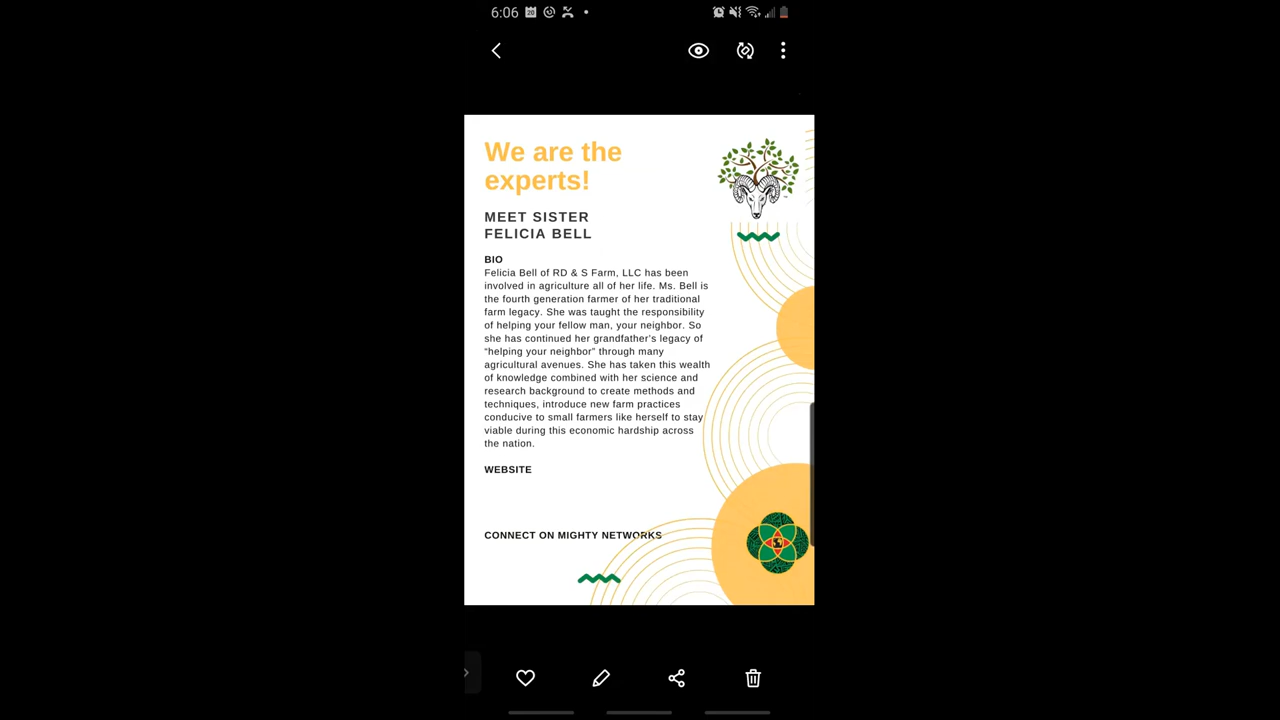 6:06
We are the
experts!
MEET SISTER
FELICIA BELL
BIO
Felicia Bell of RD & S Farm, LLC has been
involved in agriculture all of her life. Ms. Bell is
the fourth generation farmer of her traditional
farm legacy. She was taught the responsibility
of helping your fellow man, your neighbor. So
she has continued her grandfather's legacy of
“helping your neighbor” through many
agricultural avenues. She has taken this wealth
of knowledge combined with her science and
research background to create methods and
techniques, introduce new farm practices
conducive to small farmers like herself to stay
viable during this economic hardship across
the nation.
WEBSITE
CONNECT ON MIGHTY NETWORKS